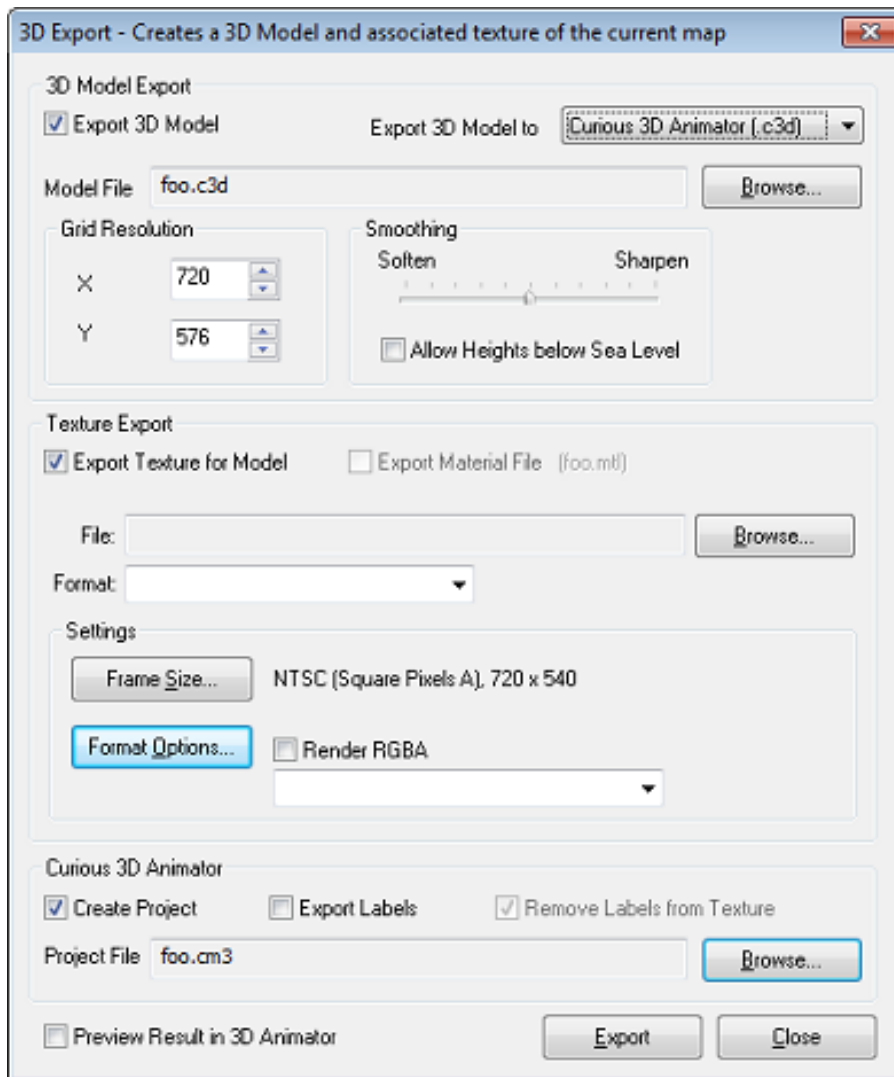 3D Export - Creates a 3D Model and associated texture of the current map
3D Model Export
Export 3D Model
Export 3D Model to
Curious 3D Animator (.c3d)
Model File
foo.c3d
Browse...
Grid Resolution
X
720
Y
576
Smoothing
Soften
Sharpen
Allow Heights below Sea Level
Texture Export
Export Texture for Model
Export Material File (foo.mtl)
File:
Browse...
Format:
Settings
Frame Size...
NTSC (Square Pixels A), 720 x 540
Format Options...
Render RGBA
Curious 3D Animator
Create Project
Export Labels
Remove Labels from Texture
Project File
foo.cm3
Browse...
Preview Result in 3D Animator
Export
Close